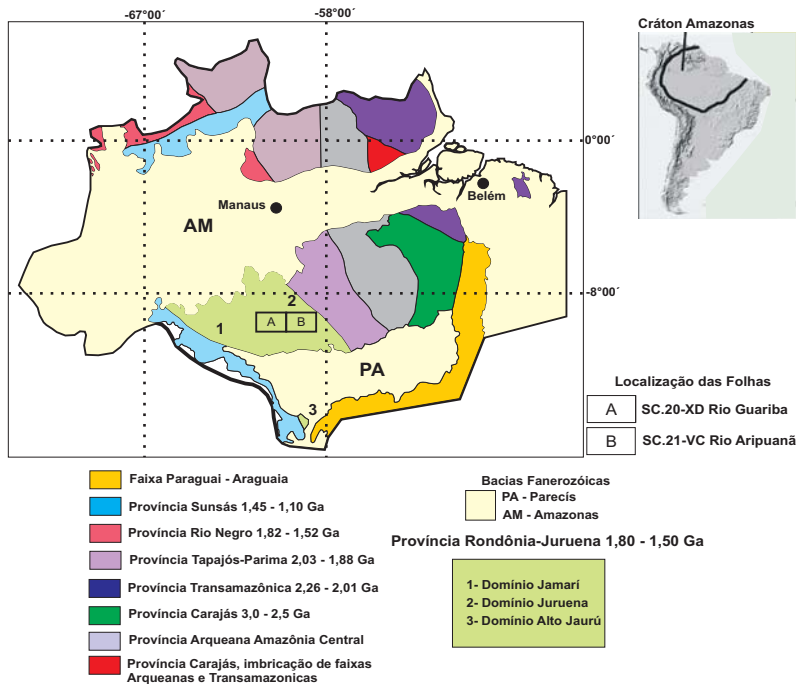 -67°00´
-58°00´
Cráton Amazonas
0°00´
Manaus
Belém
AM
-8°00´
2
A
B
1
PA
3
Localização das Folhas
A
SC.20-XD Rio Guariba
B
SC.21-VC Rio Aripuanã
Faixa Paraguai - Araguaia
Província Sunsás 1,45 - 1,10 Ga
Província Rio Negro 1,82 - 1,52 Ga
Província Tapajós-Parima 2,03 - 1,88 Ga
Província Transamazônica 2,26 - 2,01 Ga
Província Carajás 3,0 - 2,5 Ga
Província Arqueana Amazônia Central
Província Carajás, imbricação de faixas
Arqueanas e Transamazonicas
Bacias Fanerozóicas
PA - Parecís
AM - Amazonas
Província Rondônia-Juruena 1,80 - 1,50 Ga
1- Domínio Jamarí
2- Domínio Juruena
3- Domínio Alto Jaurú